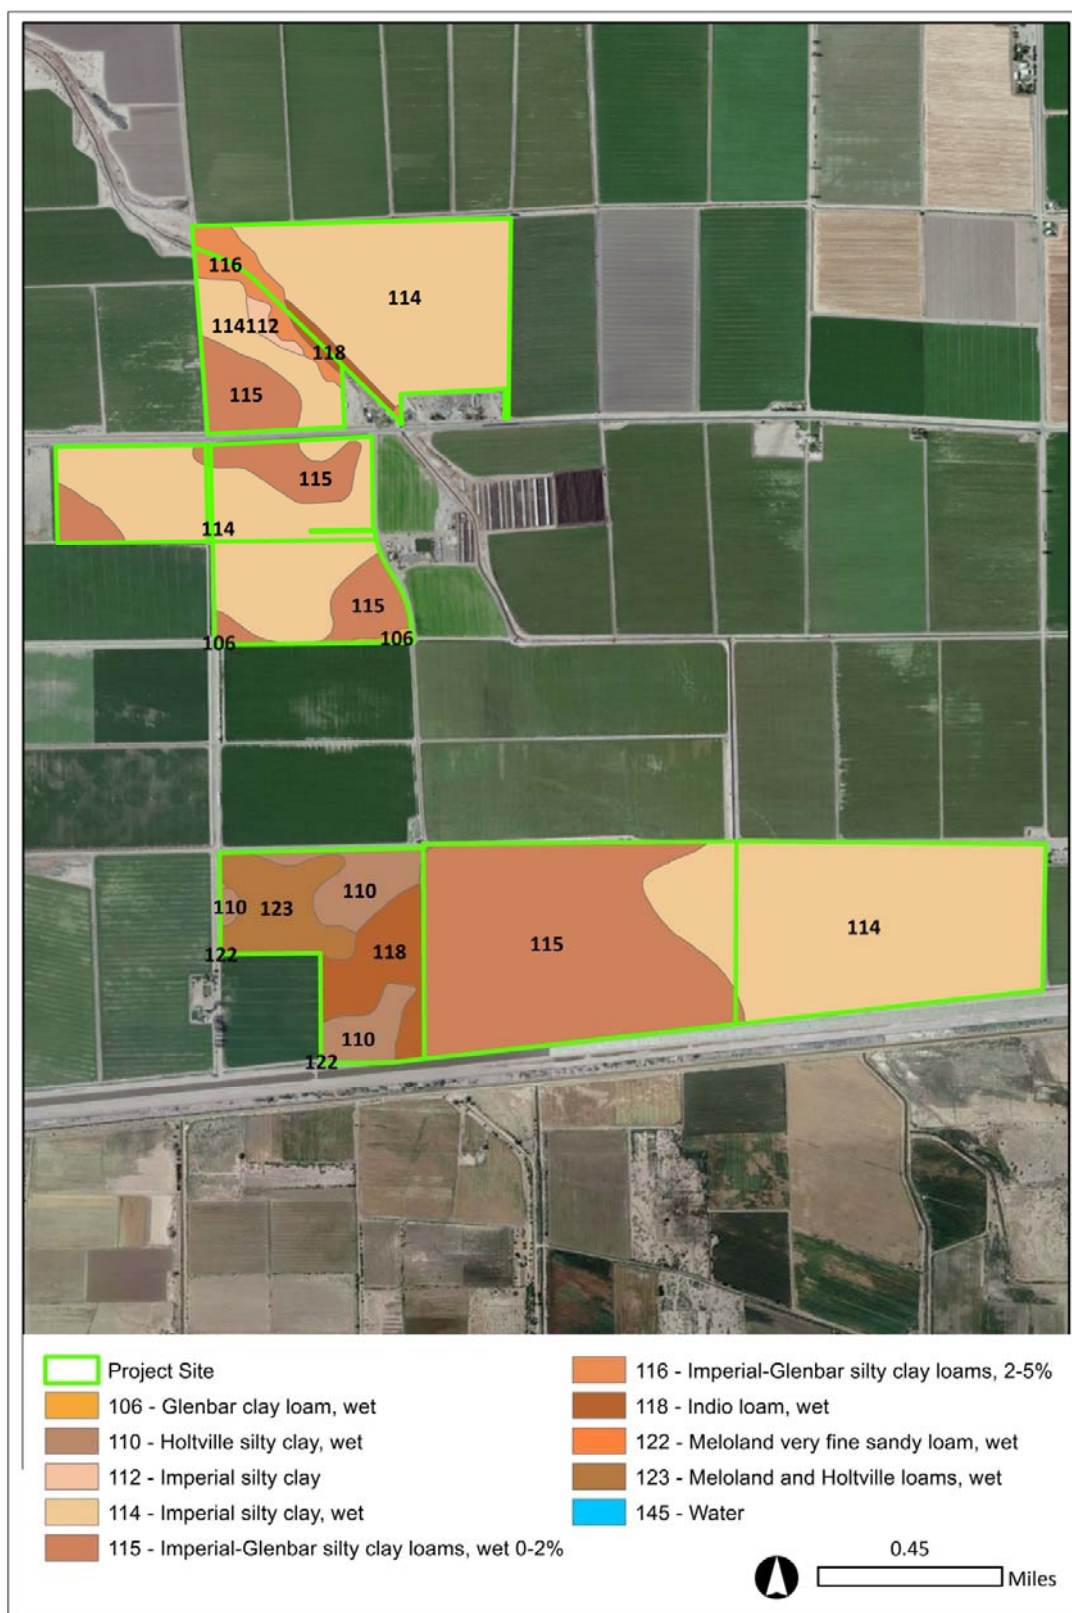 116
114
114
112
118
115
115
114
115
106
106
110
110
123
118
122
115
114
110
122
Project Site
106 - Glenbar clay loam, wet
110 - Holtville silty clay, wet
112 - Imperial silty clay
114 - Imperial silty clay, wet
115 - Imperial-Glenbar silty clay loams, wet 0-2%
116 - Imperial-Glenbar silty clay loams, 2-5%
118 - Indio loam, wet
122 - Meloland very fine sandy loam, wet
123 - Meloland and Holtville loams, wet
145 - Water
0.45
Miles